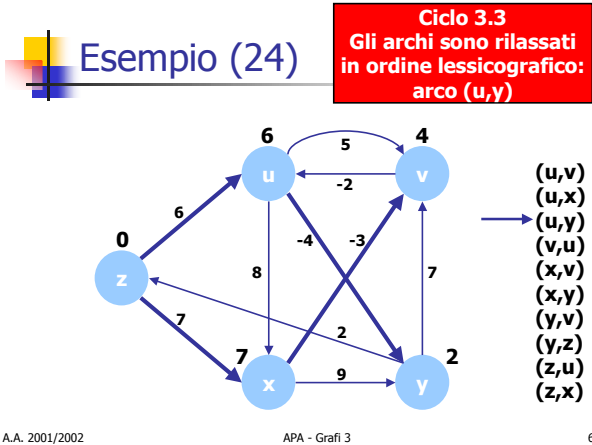 Esempio (24)
Ciclo 3.3
Gli archi sono rilassati
in ordine lessicografico:
arco (u,y)
6
5
4
u
v
-2
6
-4
-3
0
z
8
7
7
2
7
x
9
y
2
(u,v)
(u,x)
(u,y)
(v,u)
(x,v)
(x,y)
(y,v)
(y,z)
(z,u)
(z,x)
A.A. 2001/2002
APA - Grafi 3
6